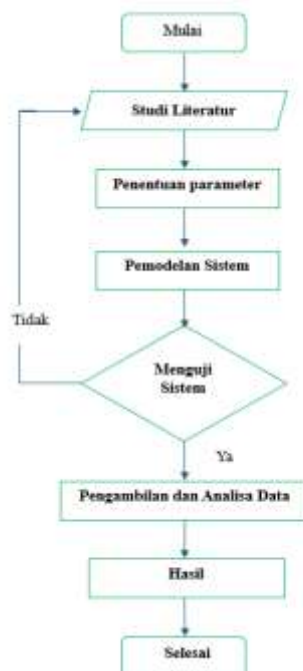 Mulai
Studi Literatur
Penentuan parameter
Pemodelan Sistem
Tidak
Menguji
Sistem
Ya
Pengambilan dan Analisa Data
Hasil
Selesai